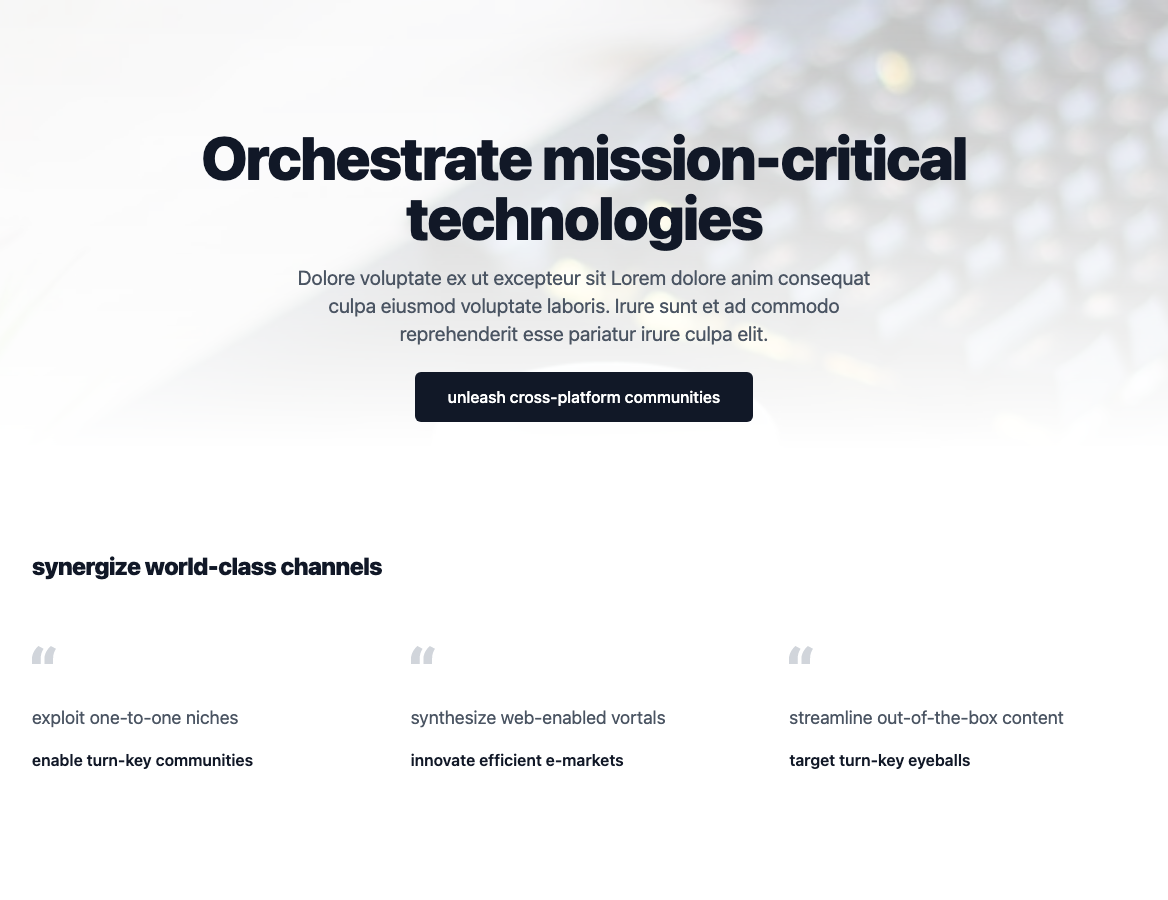 Orchestrate mission-critical
technologies
Dolore voluptate ex ut excepteur sit Lorem dolore anim consequat
culpa eiusmod voluptate laboris. Irure sunt et ad commodo
reprehenderit esse pariatur irure culpa elit.
unleash cross-platform communities
synergize world-class channels
“ “ “
exploit one-to-one niches synthesize web-enabled vortals streamline out-of-the-box content
enable turn-key communities innovate efficient e-markets target turn-key eyeballs